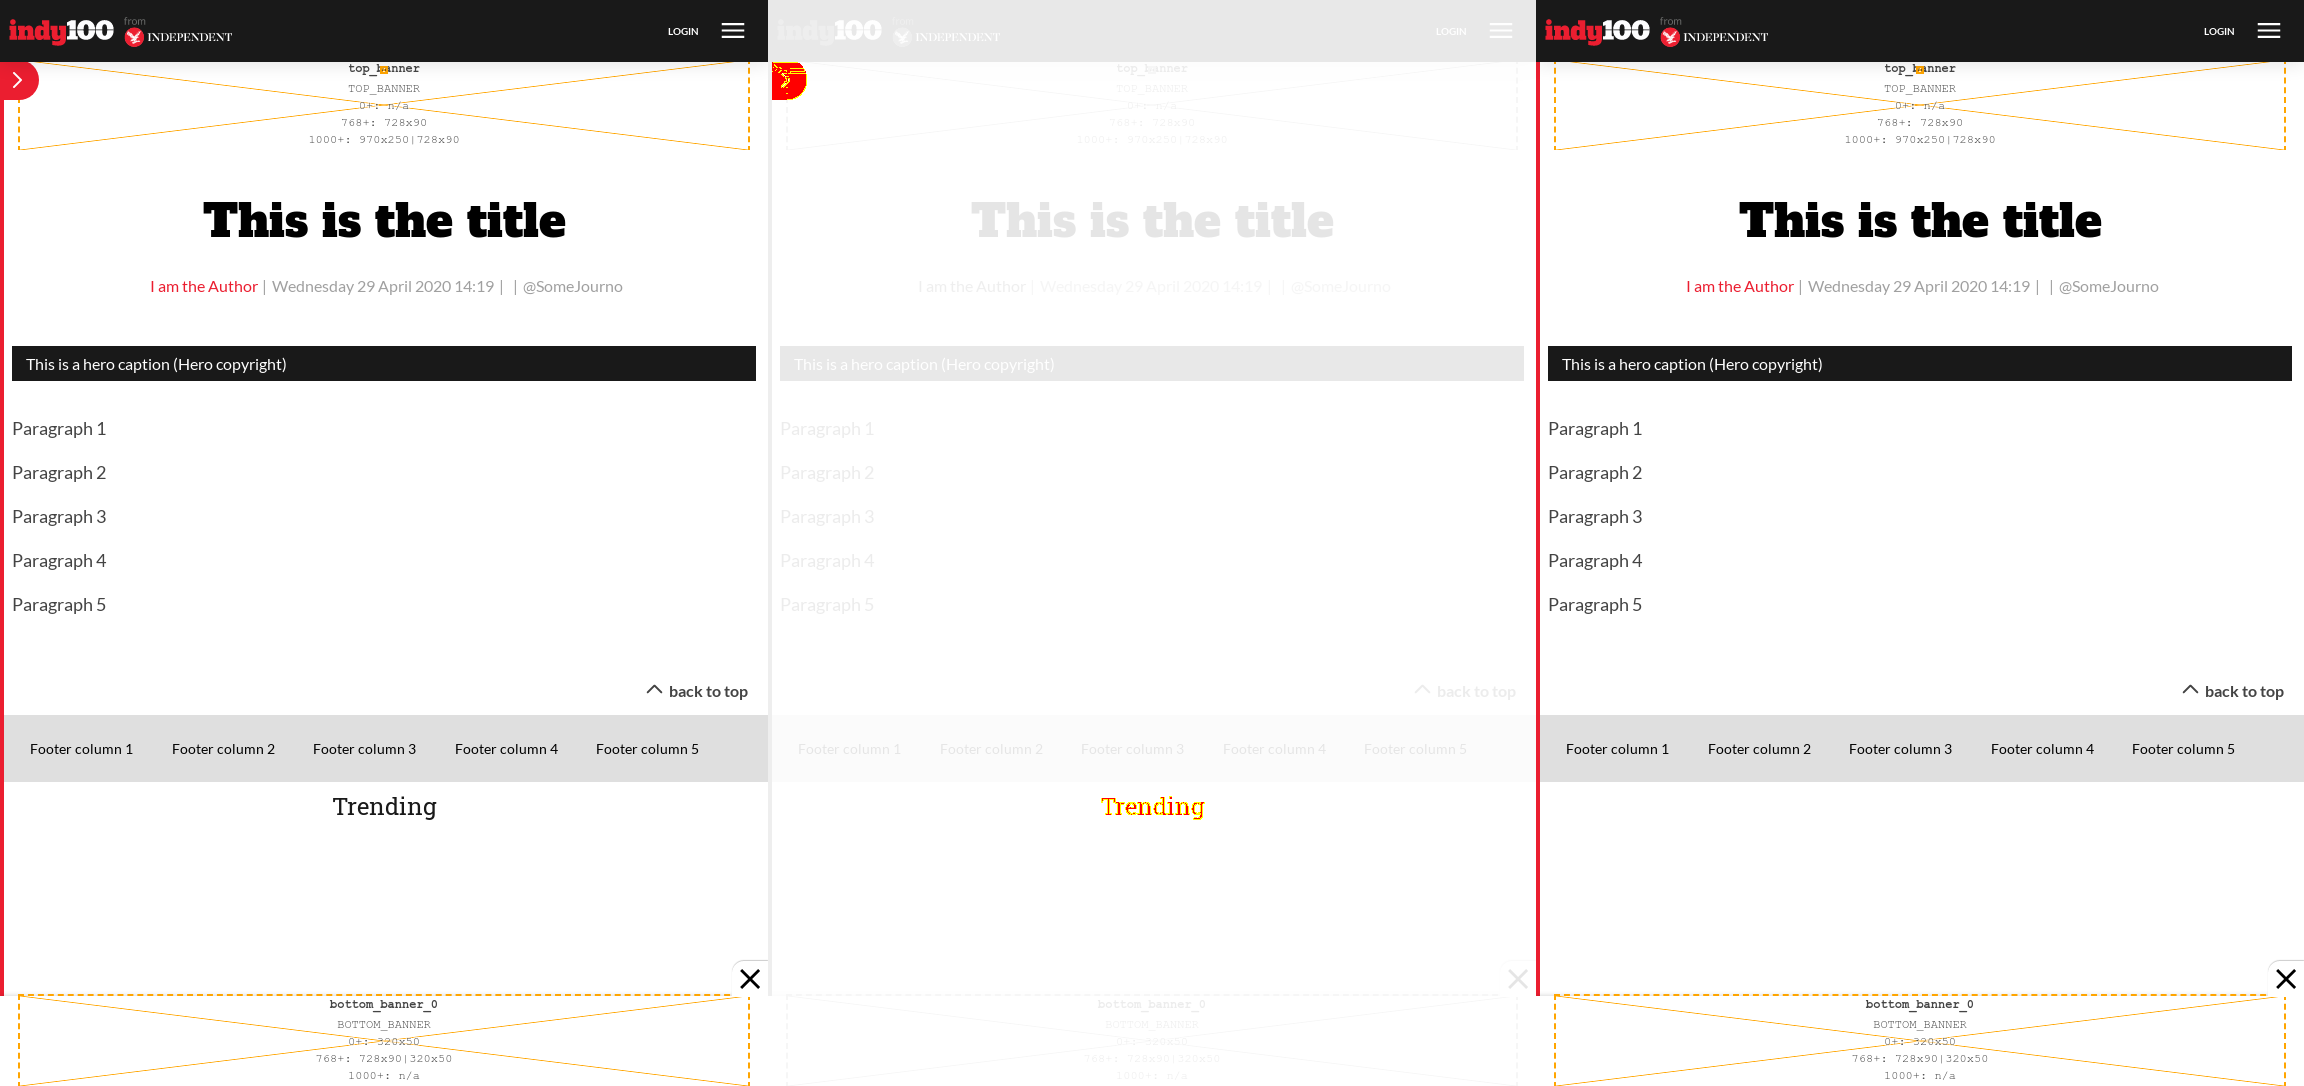 indy100 from INDEPENDENT LOGIN
top_banner
TOP_BANNER
0+: n/a
768+: 728x90
1000+: 970x250|728x90
This is the title
I am the Author | Wednesday 29 April 2020 14:19 | | @SomeJourno
This is a hero caption (Hero copyright)
Paragraph 1
Paragraph 2
Paragraph 3
Paragraph 4
Paragraph 5
back to top
Footer column 1 Footer column 2 Footer column 3 Footer column 4 Footer column 5
Trending
bottom_banner_0
BOTTOM_BANNER
0+: 320x50
768+: 728x90|320x50
1000+: n/a
indy100 from INDEPENDENT LOGIN
top_banner
TOP_BANNER
0+: n/a
768+: 728x90
1000+: 970x250|728x90
This is the title
I am the Author | Wednesday 29 April 2020 14:19 | | @SomeJourno
This is a hero caption (Hero copyright)
Paragraph 1
Paragraph 2
Paragraph 3
Paragraph 4
Paragraph 5
back to top
Footer column 1 Footer column 2 Footer column 3 Footer column 4 Footer column 5
Trending
bottom_banner_0
BOTTOM_BANNER
0+: 320x50
768+: 728x90|320x50
1000+: n/a
indy100 from INDEPENDENT LOGIN
top_banner
TOP_BANNER
0+: n/a
768+: 728x90
1000+: 970x250|728x90
This is the title
I am the Author | Wednesday 29 April 2020 14:19 | | @SomeJourno
This is a hero caption (Hero copyright)
Paragraph 1
Paragraph 2
Paragraph 3
Paragraph 4
Paragraph 5
back to top
Footer column 1 Footer column 2 Footer column 3 Footer column 4 Footer column 5
bottom_banner_0
BOTTOM_BANNER
0+: 320x50
768+: 728x90|320x50
1000+: n/a